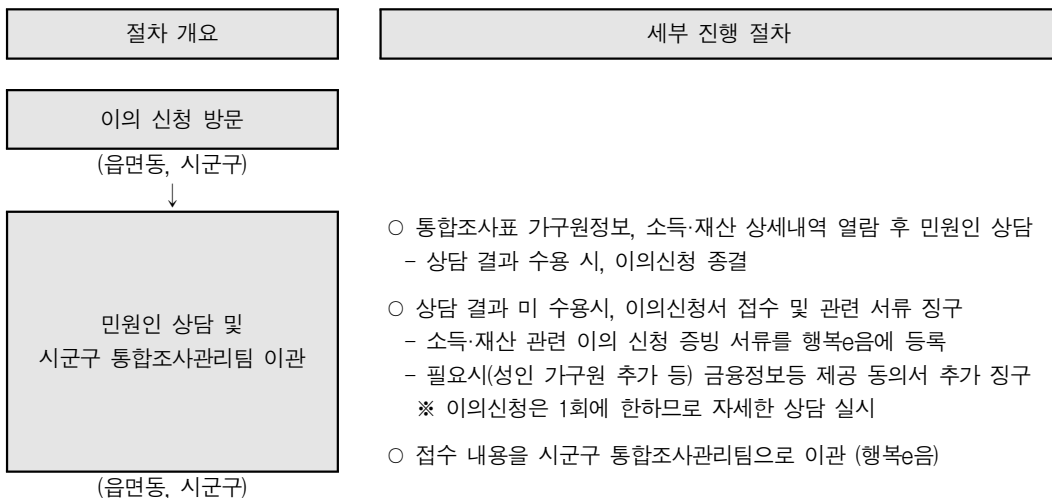 절차 개요
세부 진행 절차
이의 신청 방문
(읍면동, 시군구)
↓
민원인 상담 및
시군구 통합조사관리팀 이관
(읍면동, 시군구)
○ 통합조사표 가구원정보, 소득·재산 상세내역 열람 후 민원인 상담
- 상담 결과 수용 시, 이의신청 종결
○ 상담 결과 미 수용시, 이의신청서 접수 및 관련 서류 징구
- 소득·재산 관련 이의 신청 증빙 서류를 행복e음에 등록
- 필요시(성인 가구원 추가 등) 금융정보등 제공 동의서 추가 징구
※ 이의신청은 1회에 한하므로 자세한 상담 실시
○ 접수 내용을 시군구 통합조사관리팀으로 이관 (행복e음)